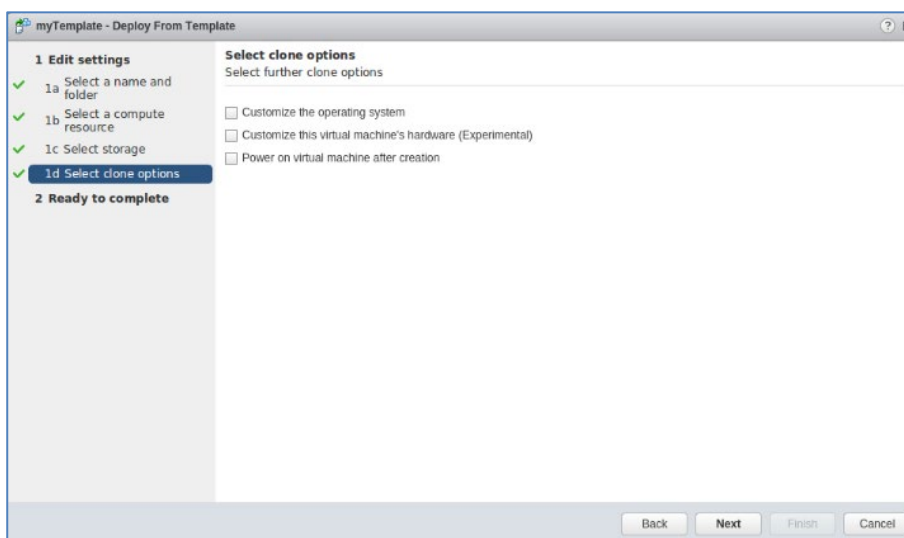 myTemplate - Deploy From Template
?
1 Edit settings
1a Select a name and
folder
1b Select a compute
resource
1c Select storage
1d Select clone options
2 Ready to complete
Select clone options
Select further clone options
Customize the operating system
Customize this virtual machine's hardware (Experimental)
Power on virtual machine after creation
Back Next Finish Cancel